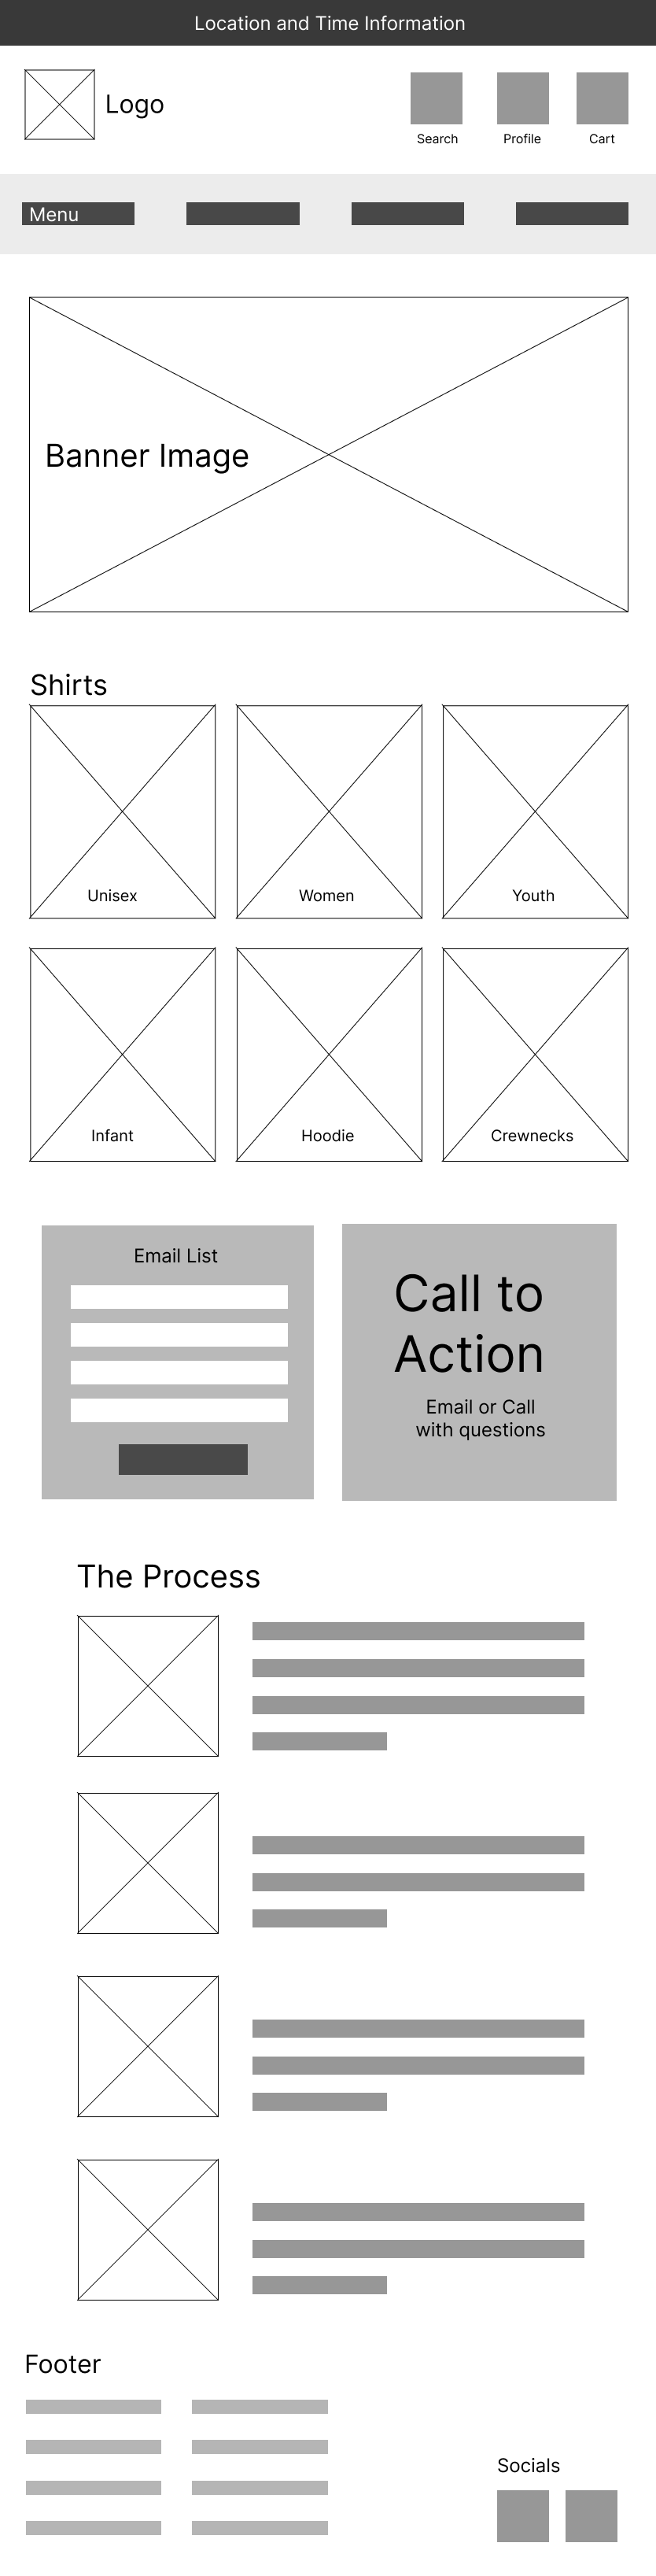 Location and Time Information
Logo
Search
Profile
Cart
Menu
Banner Image
Shirts
Unisex
Women
Youth
Infant
Hoodie
Crewnecks
Email List
Call to
Action
Email or Call
with questions
The Process
Footer
Socials